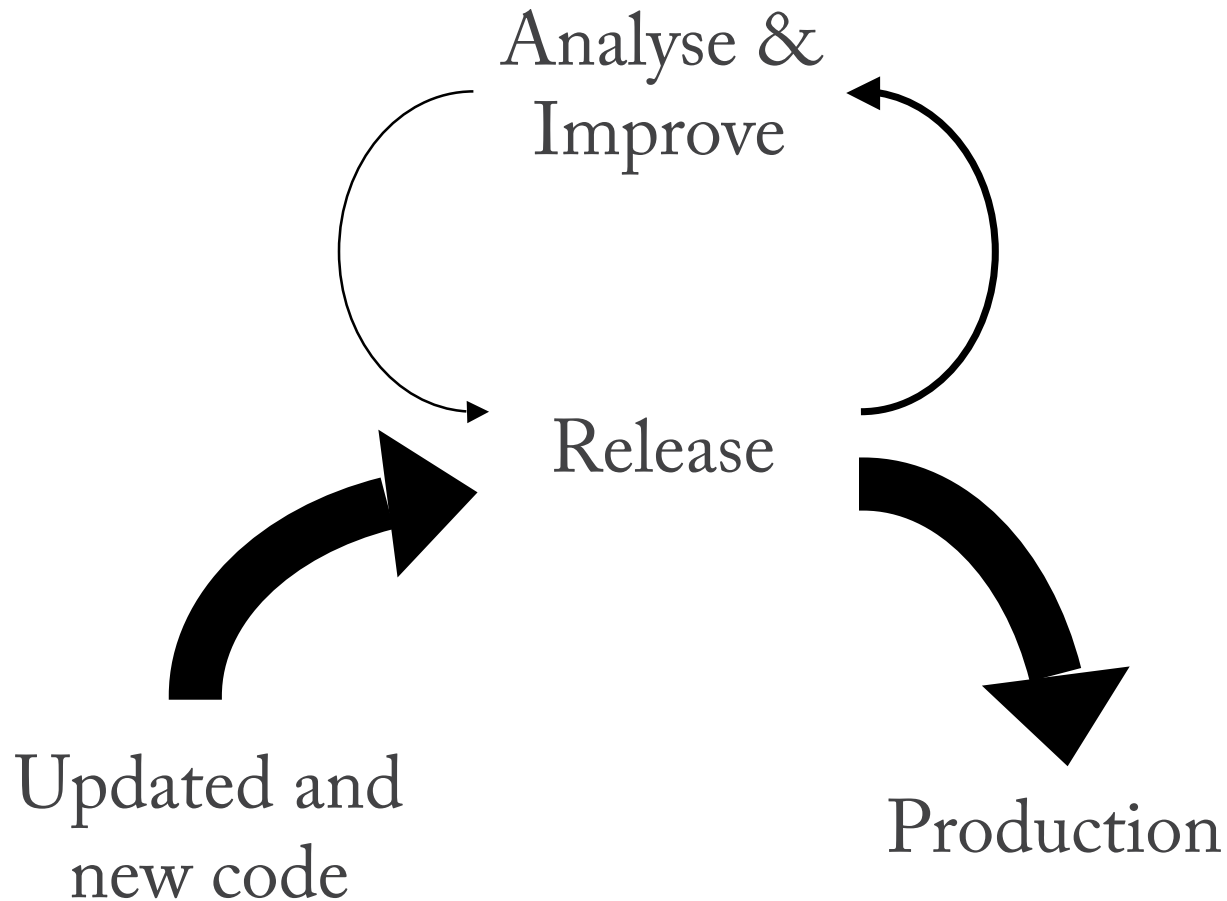 Analyse &
Improve
Release
Updated and
new code
Production